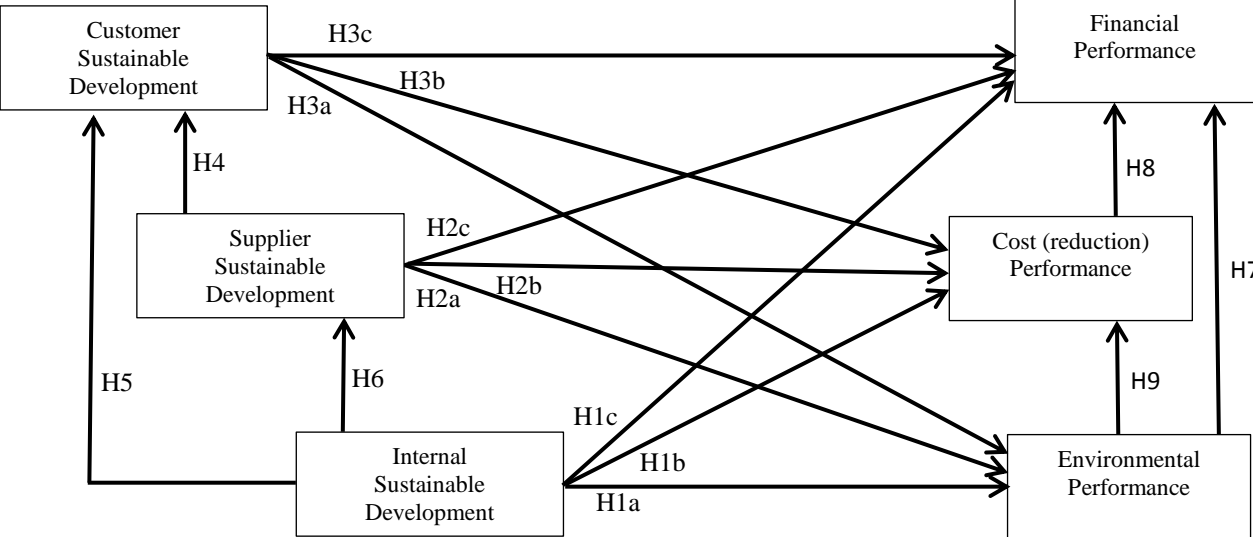 Customer
Sustainable
Development
H3c
H3b
H3a
Financial
Performance
H4
H8
H7
Supplier
Sustainable
Development
H2c
H2b
H2a
Cost (reduction)
Performance
H5
H6
H9
Internal
Sustainable
Development
H1c
H1b
H1a
Environmental
Performance